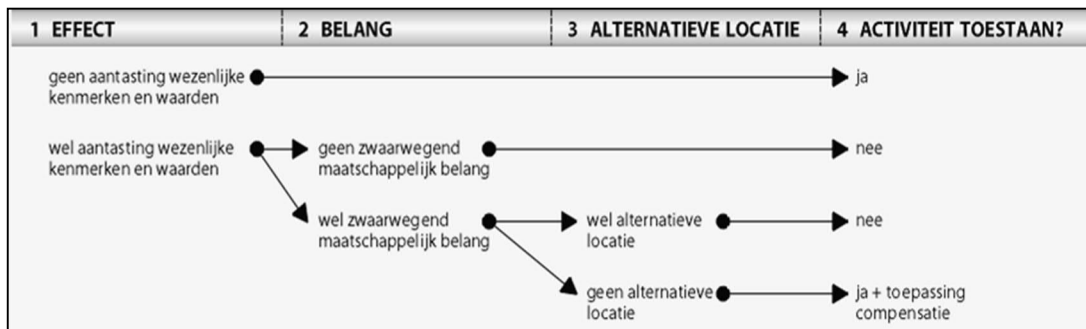 1 EFFECT
2 BELANG
3 ALTERNATIEVE LOCATIE
4 ACTIVITEIT TOESTAAN?
geen aantasting wezenlijke
kenmerken en waarden
ja
wel aantasting wezenlijke
kenmerken en waarden
geen zwaarwegend
maatschappelijk belang
nee
wel zwaarwegend
maatschappelijk belang
wel alternatieve
locatie
nee
geen alternatieve
locatie
ja + toepassing
compensatie